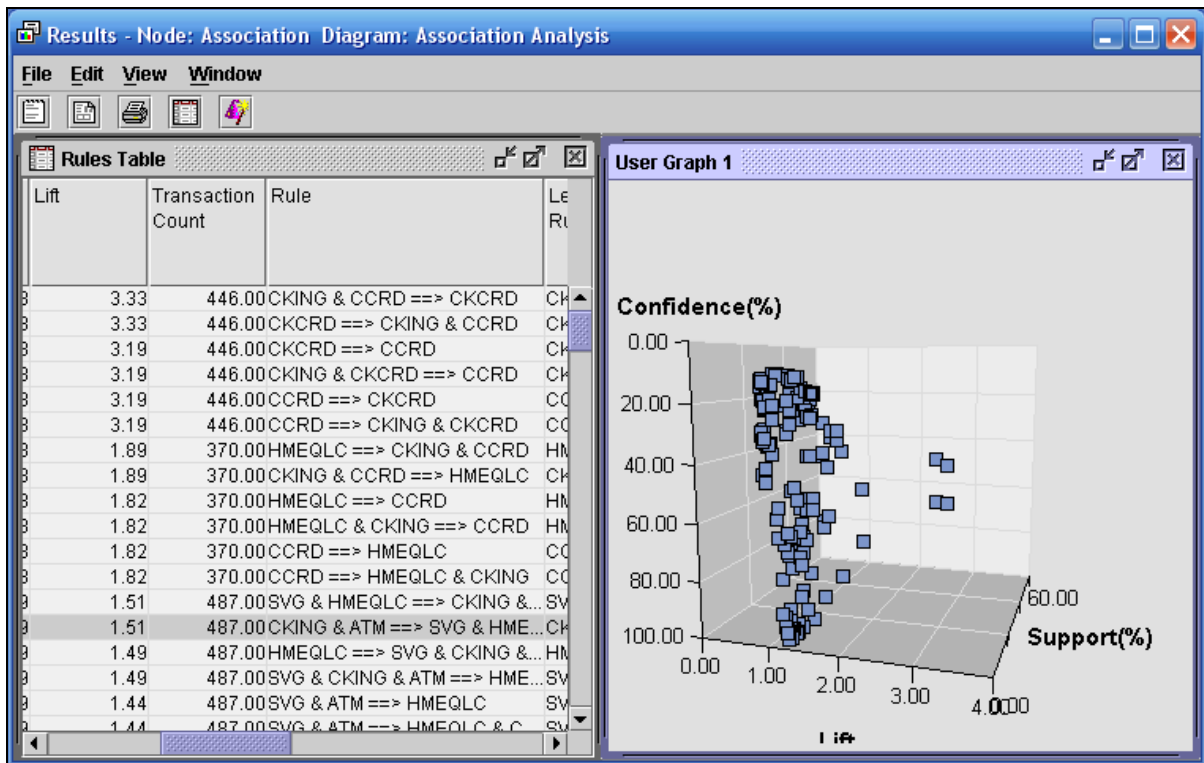 Results - Node: Association Diagram: Association Analysis
File Edit View Window
Rules Table
Lift Transaction Count Rule
3.33 446.00 CKING & CCRD ==> CKCRD
3.33 446.00 CKCRD ==> CKING & CCRD
3.19 446.00 CKCRD ==> CCRD
3.19 446.00 CKING & CKCRD ==> CCRD
3.19 446.00 CCRD ==> CKCRD
3.19 446.00 CCRD ==> CKING & CKCRD
1.89 370.00 HMEQLC ==> CKING & CCRD
1.89 370.00 CKING & CCRD ==> HMEQLC
1.82 370.00 HMEQLC ==> CCRD
1.82 370.00 HMEQLC & CKING ==> CCRD
1.82 370.00 CCRD ==> HMEQLC
1.82 370.00 CCRD ==> HMEQLC & CKING
1.51 487.00 SVG & HMEQLC ==> CKING &...
1.51 487.00 CKING & ATM ==> SVG & HME...
1.49 487.00 HMEQLC ==> SVG & CKING &...
1.49 487.00 SVG & CKING & ATM ==> HME...
1.44 487.00 SVG & ATM ==> HMEQLC
1.44 487.00 SVG & ATM ==> HMEQLC & C
User Graph 1
Confidence(%)
0.00
20.00
40.00
60.00
80.00
100.00
0.00 1.00 2.00 3.00
60.00
Support(%)
Lift